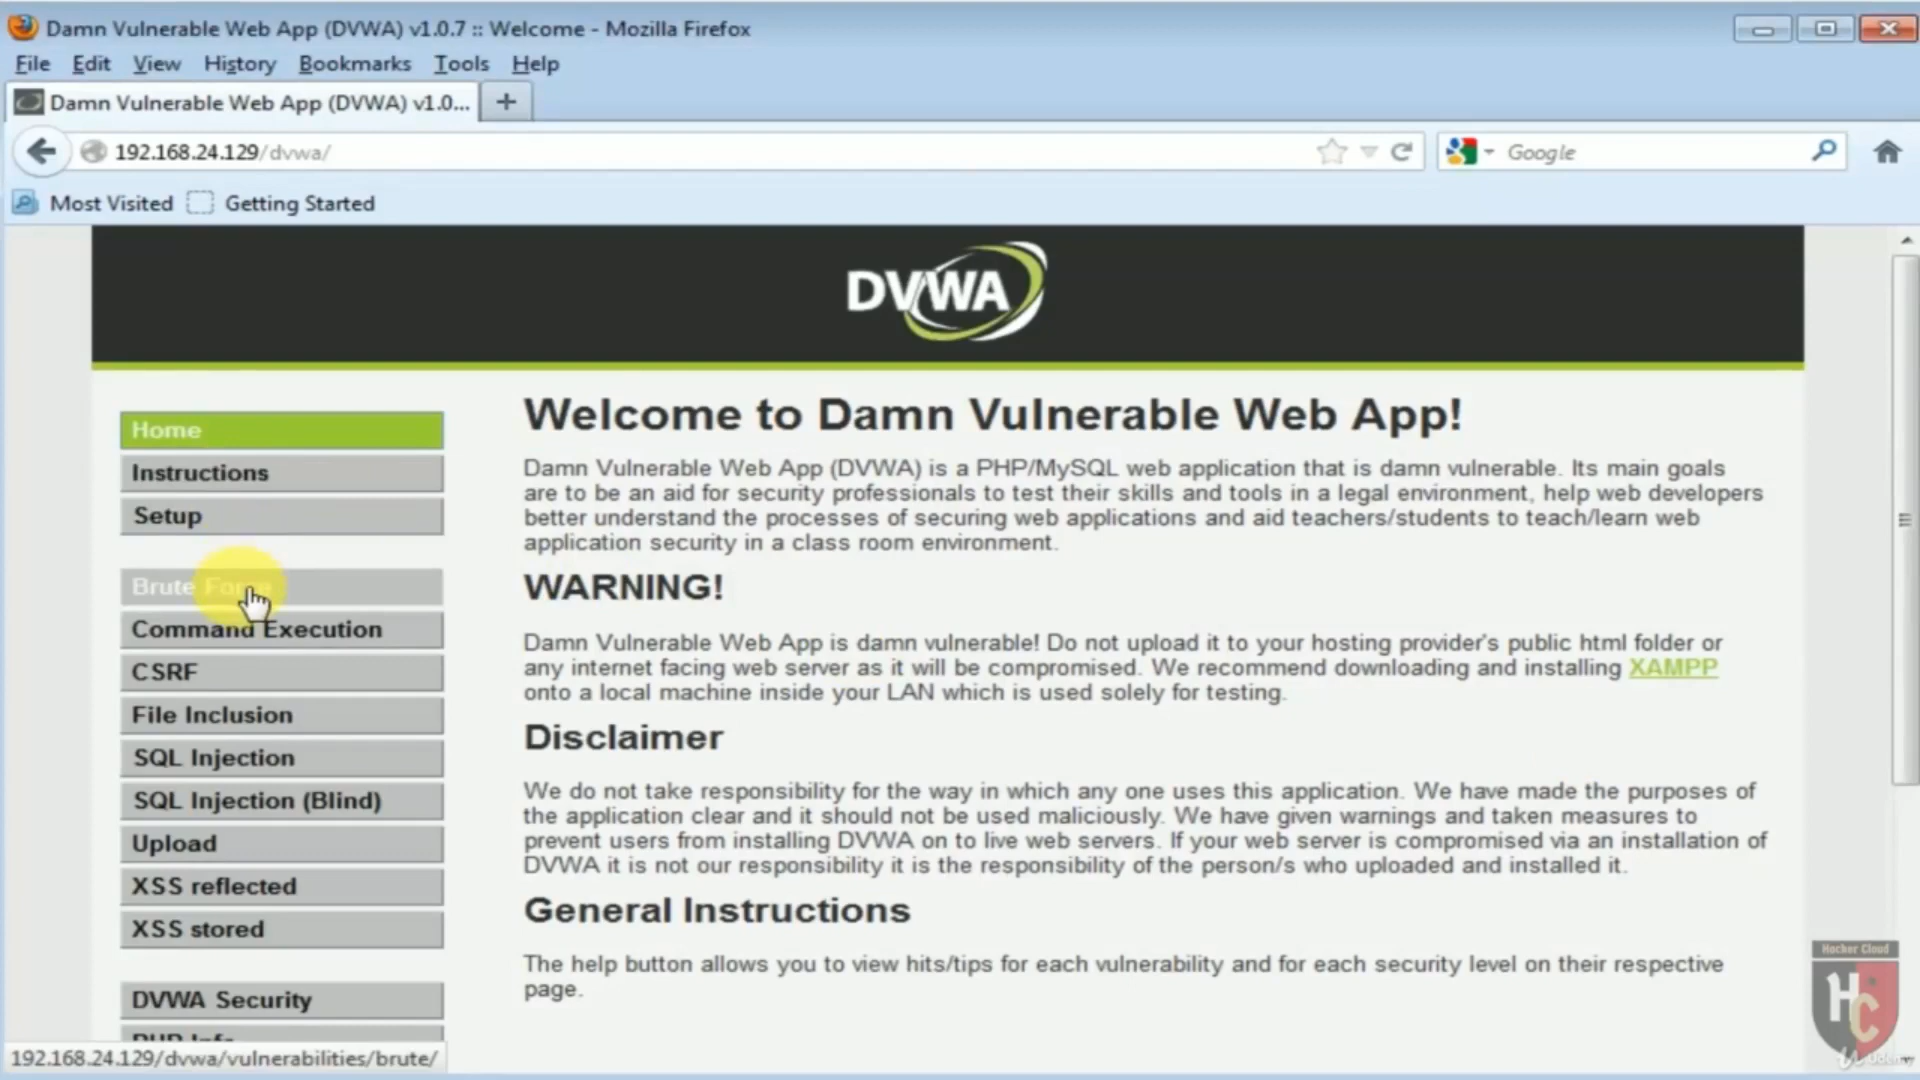 Damn Vulnerable Web App (DVWA) v1.0.7 :: Welcome - Mozilla Firefox
File Edit View History Bookmarks Tools Help
Damn Vulnerable Web App (DVWA) v1.0...
192.168.24.129/dvwa/
Google
Most Visited Getting Started
DVWA
Home
Instructions
Setup
Brute Force
Command Execution
CSRF
File Inclusion
SQL Injection
SQL Injection (Blind)
Upload
XSS reflected
XSS stored
DVWA Security
PHP Info
192.168.24.129/dvwa/vulnerabilities/brute/
Welcome to Damn Vulnerable Web App!
Damn Vulnerable Web App (DVWA) is a PHP/MySQL web application that is damn vulnerable. Its main goals
are to be an aid for security professionals to test their skills and tools in a legal environment, help web developers
better understand the processes of securing web applications and aid teachers/students to teach/learn web
application security in a class room environment.
WARNING!
Damn Vulnerable Web App is damn vulnerable! Do not upload it to your hosting provider's public html folder or
any internet facing web server as it will be compromised. We recommend downloading and installing XAMPP
onto a local machine inside your LAN which is used solely for testing.
Disclaimer
We do not take responsibility for the way in which any one uses this application. We have made the purposes of
the application clear and it should not be used maliciously. We have given warnings and taken measures to
prevent users from installing DVWA on to live web servers. If your web server is compromised via an installation of
DVWA it is not our responsibility it is the responsibility of the person/s who uploaded and installed it.
General Instructions
The help button allows you to view hits/tips for each vulnerability and for each security level on their respective
page.
Hacker Cloud
HC
Udemy